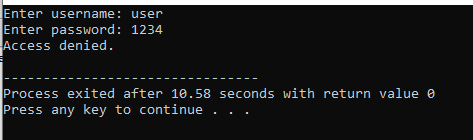 Enter username: user
Enter password: 1234
Access denied.
--------------------------------
Process exited after 10.58 seconds with return value 0
Press any key to continue . . .